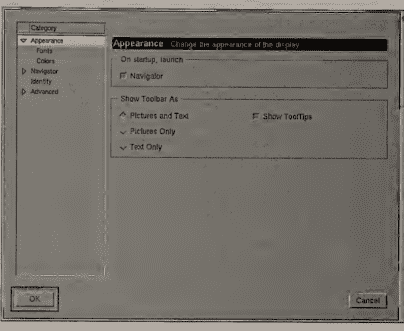 Category
Appearance
Fonts
Colors
Navigator
Identity
Advanced
Appearance Change the appearance of the display
On startup, launch
Navigator
Show Toolbar As
Pictures and Text
Show ToolTips
Pictures Only
Text Only
OK
Cancel